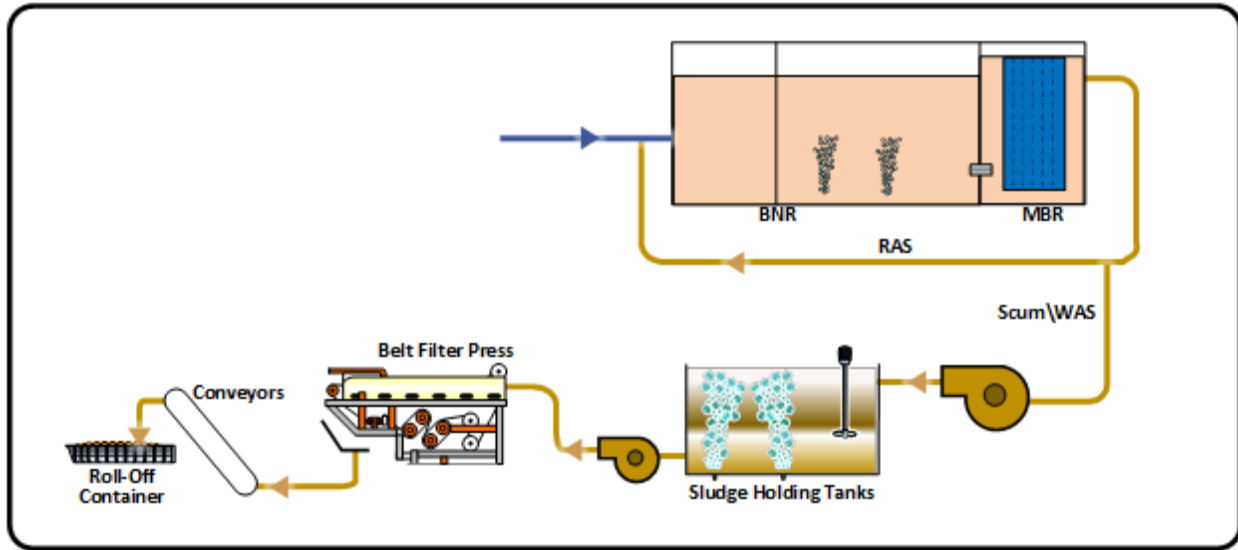 BNR
MBR
RAS
Scum\WAS
Belt Filter Press
Conveyors
Roll-Off
Container
Sludge Holding Tanks